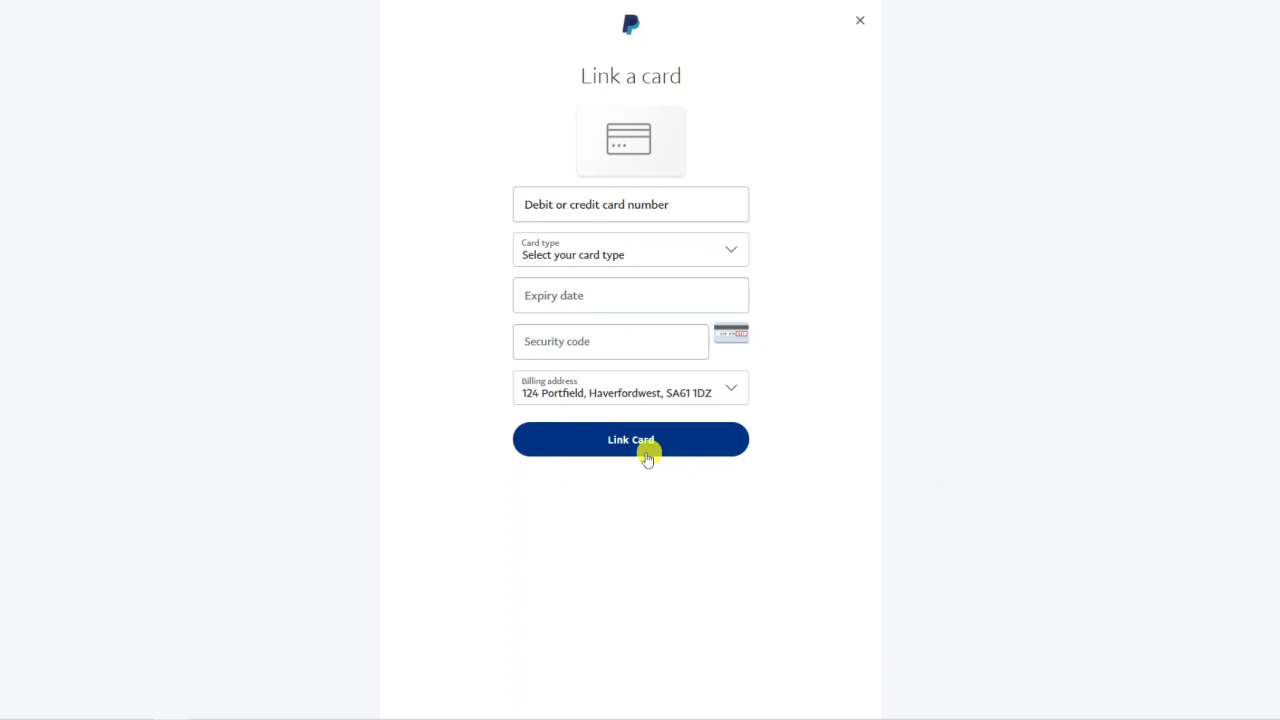 Link a card
Debit or credit card number
Card type
Select your card type
Expiry date
Security code
Billing address
124 Portfield, Haverfordwest, SA61 1DZ
Link Card